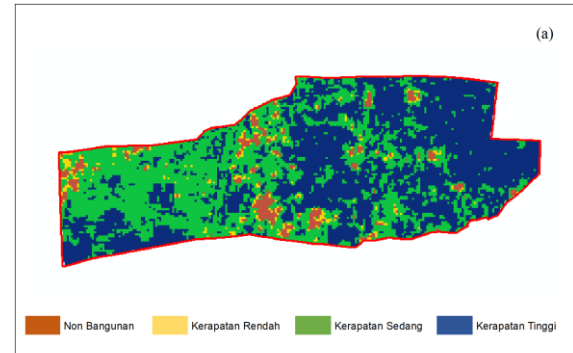 (a)
Non Bangunan
Kerapatan Rendah
Kerapatan Sedang
Kerapatan Tinggi